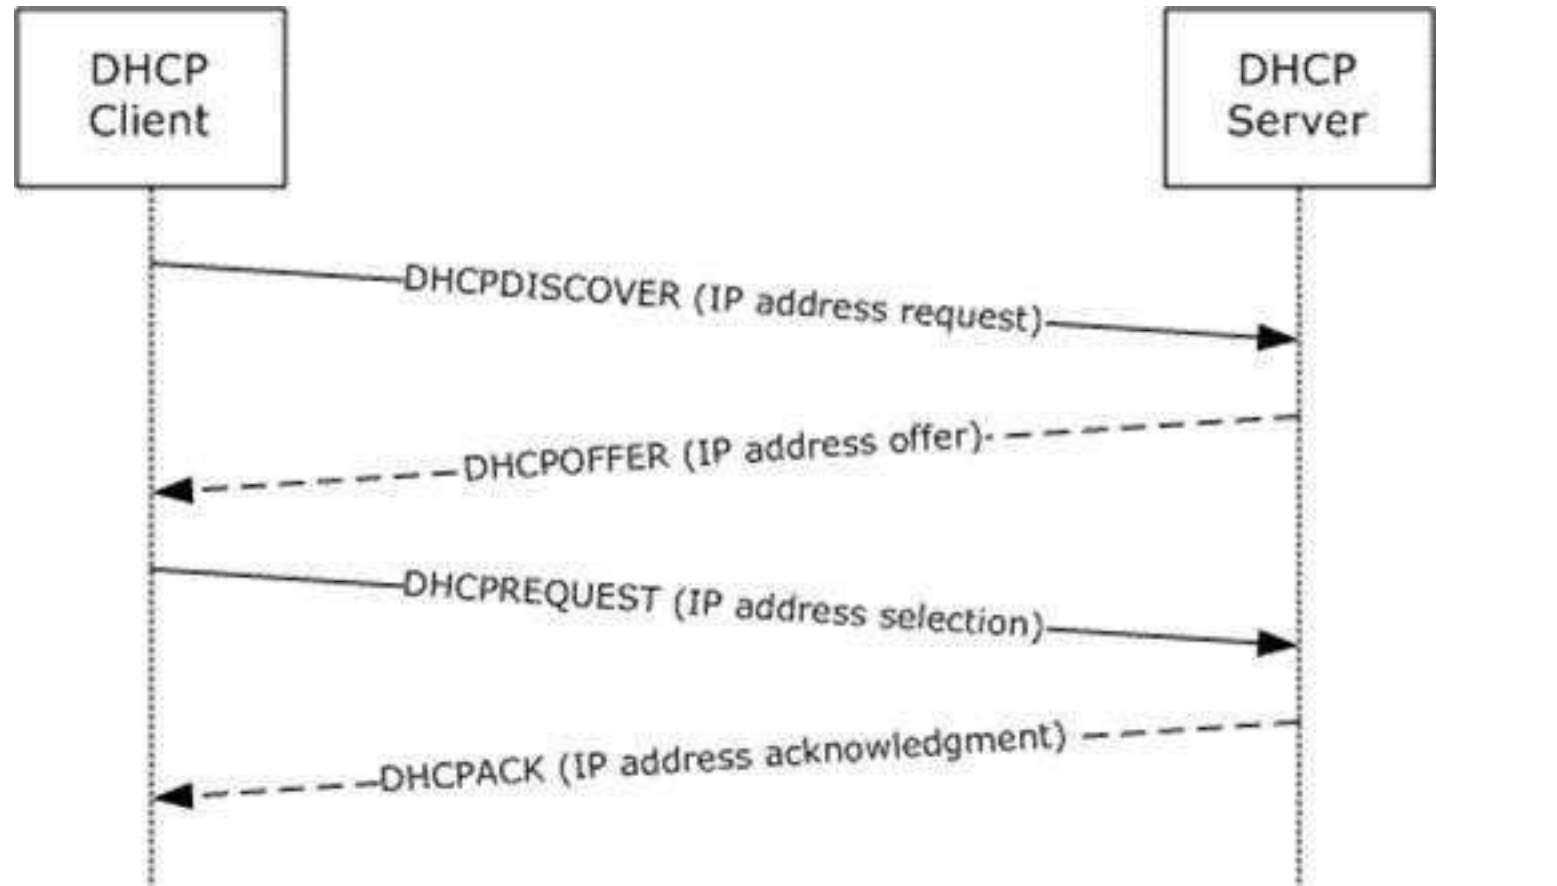 DHCP
Client
DHCP
Server
DHCPDISCOVER (IP address request)
DHCPOFFER (IP address offer)
DHCPREQUEST (IP address selection)
DHCPACK (IP address acknowledgment)